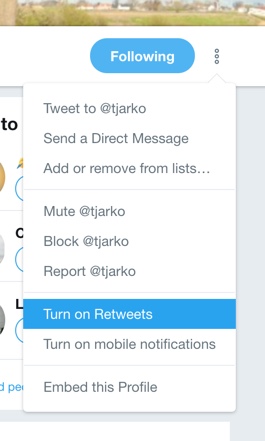 Following
to
Tweet to @tjarko
Send a Direct Message
Add or remove from lists…
Mute @tjarko
Block @tjarko
Report @tjarko
Turn on Retweets
Turn on mobile notifications
Embed this Profile